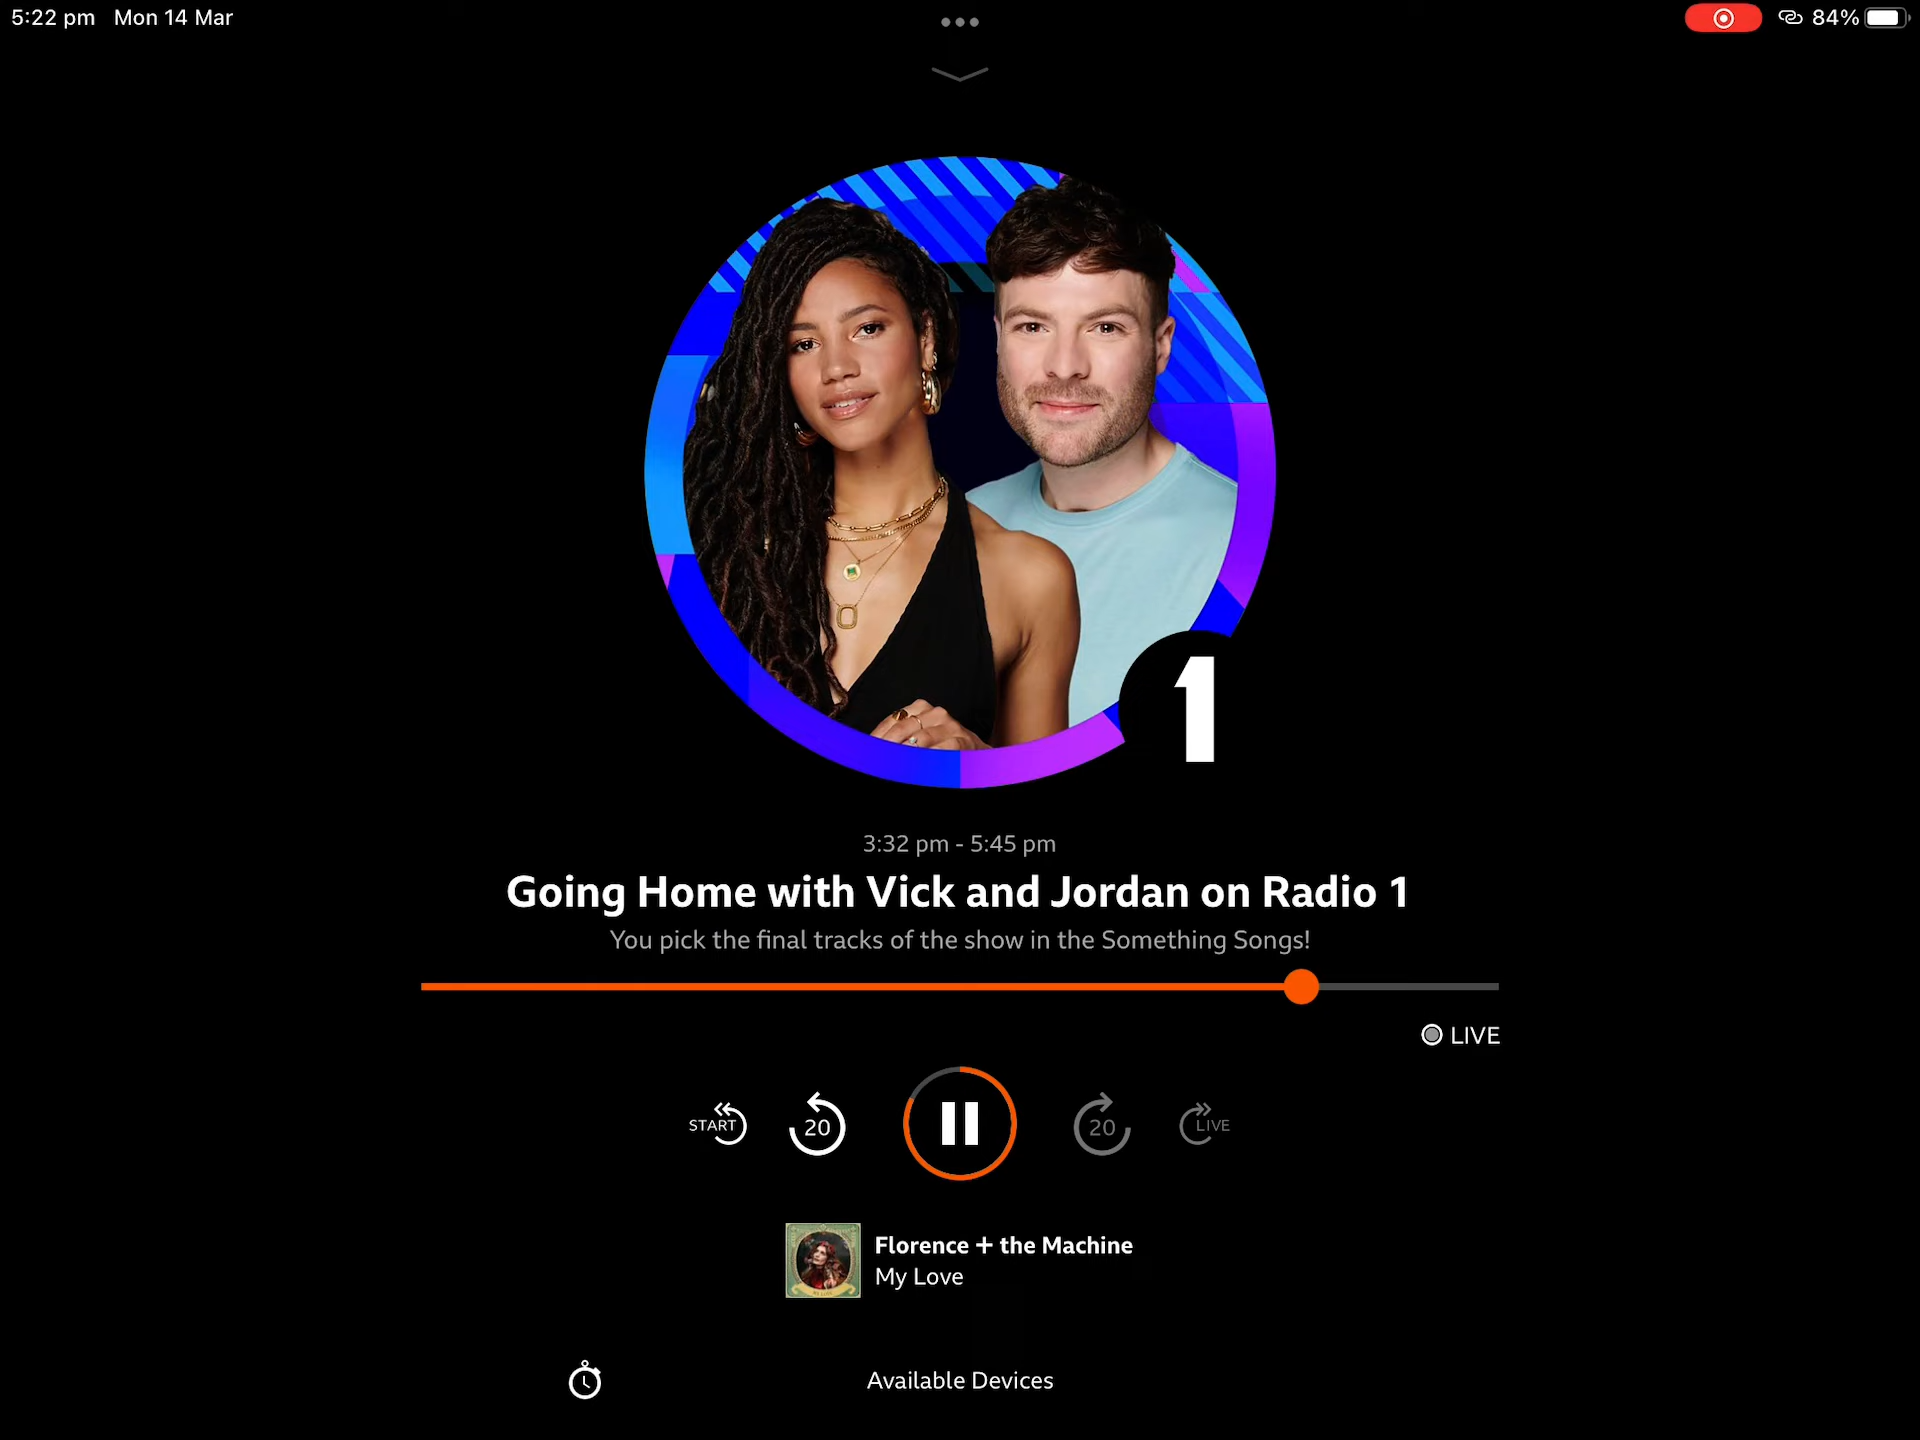 5:22 pm Mon 14 Mar
84%
1
3:32 pm - 5:45 pm
Going Home with Vick and Jordan on Radio 1
You pick the final tracks of the show in the Something Songs!
LIVE
START 20 20 LIVE
Florence + the Machine
My Love
Available Devices